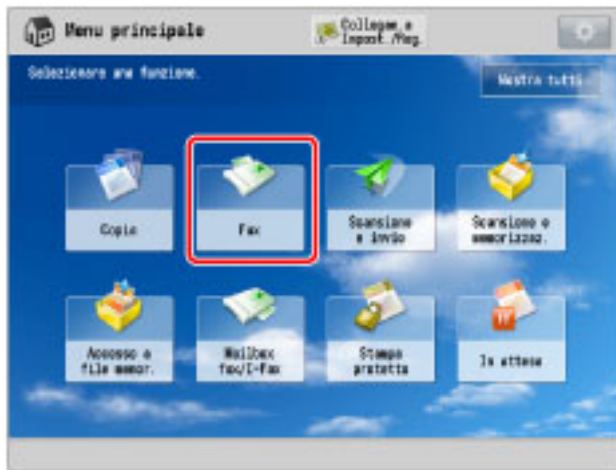 Menu principale
Collegam. a
Impost./Reg.
Selezionare una funzione.
Mostra tutti
Copia
Fax
Scansione
e invio
Scansione e
memorizzaz.
Accesso a
file memor.
Mailbox
fax/I-Fax
Stampa
protetta
In attesa